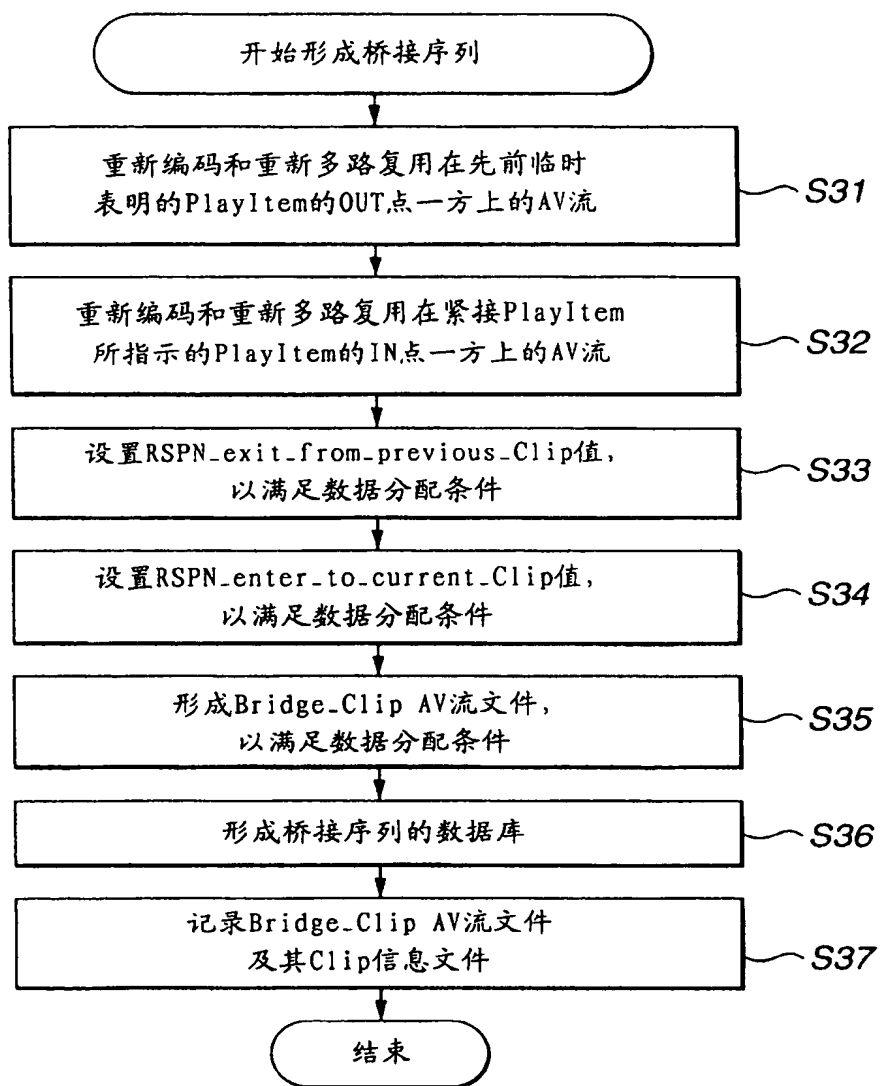 开始形成桥接序列
重新编码和重新多路复用在先前临时
表明的PlayItem的OUT点一方上的AV流
S31
重新编码和重新多路复用在紧接PlayItem
所指示的PlayItem的IN点一方上的AV流
S32
设置RSPN_exit_from_previous_Clip值,
以满足数据分配条件
S33
设置RSPN_enter_to_current_Clip值,
以满足数据分配条件
S34
形成Bridge_Clip AV流文件,
以满足数据分配条件
S35
形成桥接序列的数据库
S36
记录Bridge_Clip AV流文件
及其Clip信息文件
S37
结束